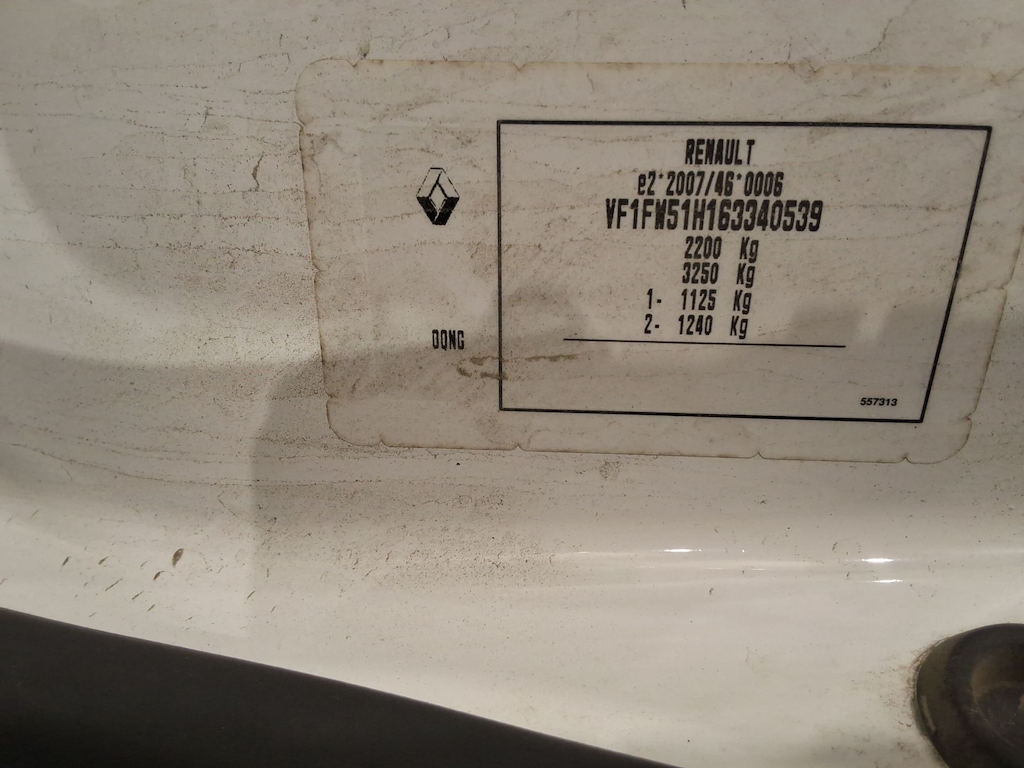 RENAULT
e2*2007/46*0006
VF1FW51H163340539
2200 Kg
3250 Kg
1- 1125 Kg
2- 1240 Kg
DQNG
557313